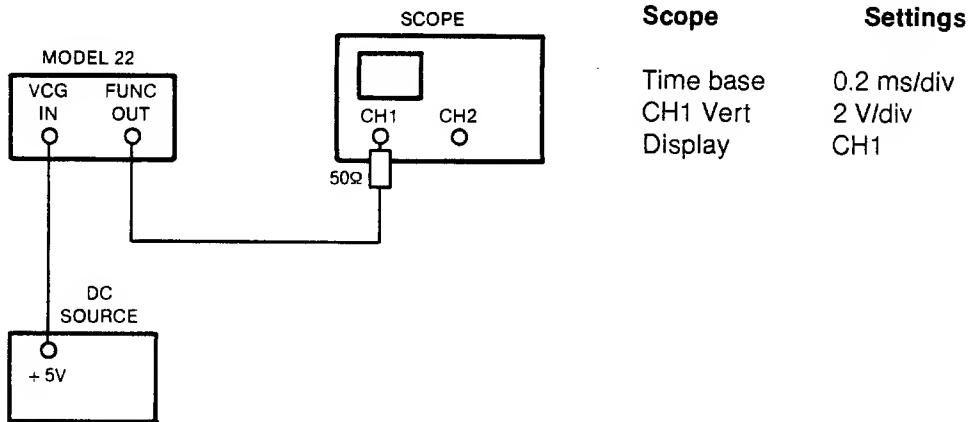 SCOPE
MODEL 22
VCG FUNC
IN OUT
CH1 CH2
50Ω
DC
SOURCE
+ 5V
Scope Settings
Time base 0.2 ms/div
CH1 Vert 2 V/div
Display CH1